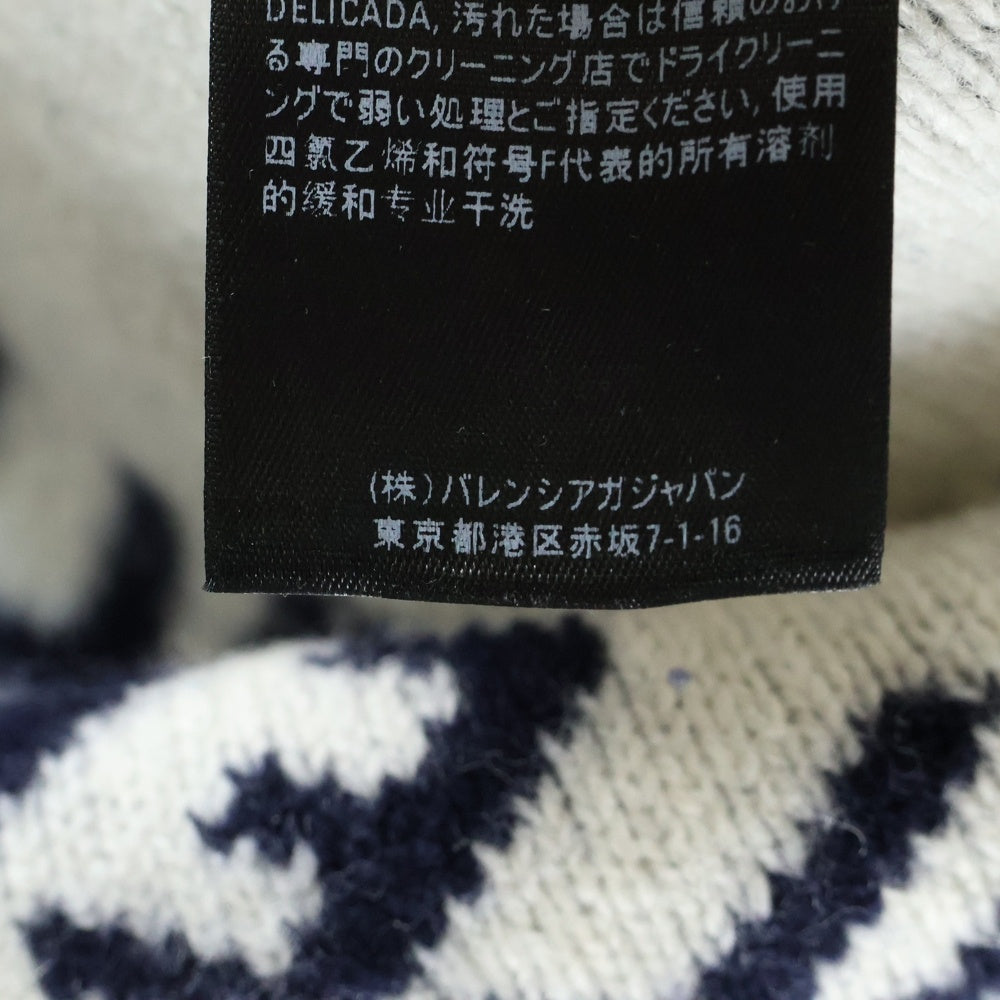 DELICADA, 汚れた場合は信頼のおけ
る専門のクリーニング店でドライクリーニ
ングで弱い処理とご指定ください, 使用
四氯乙烯和符号F代表的所有溶剂
的缓和专业干洗
(株)バレンシアガジャパン
東京都港区赤坂7-1-16